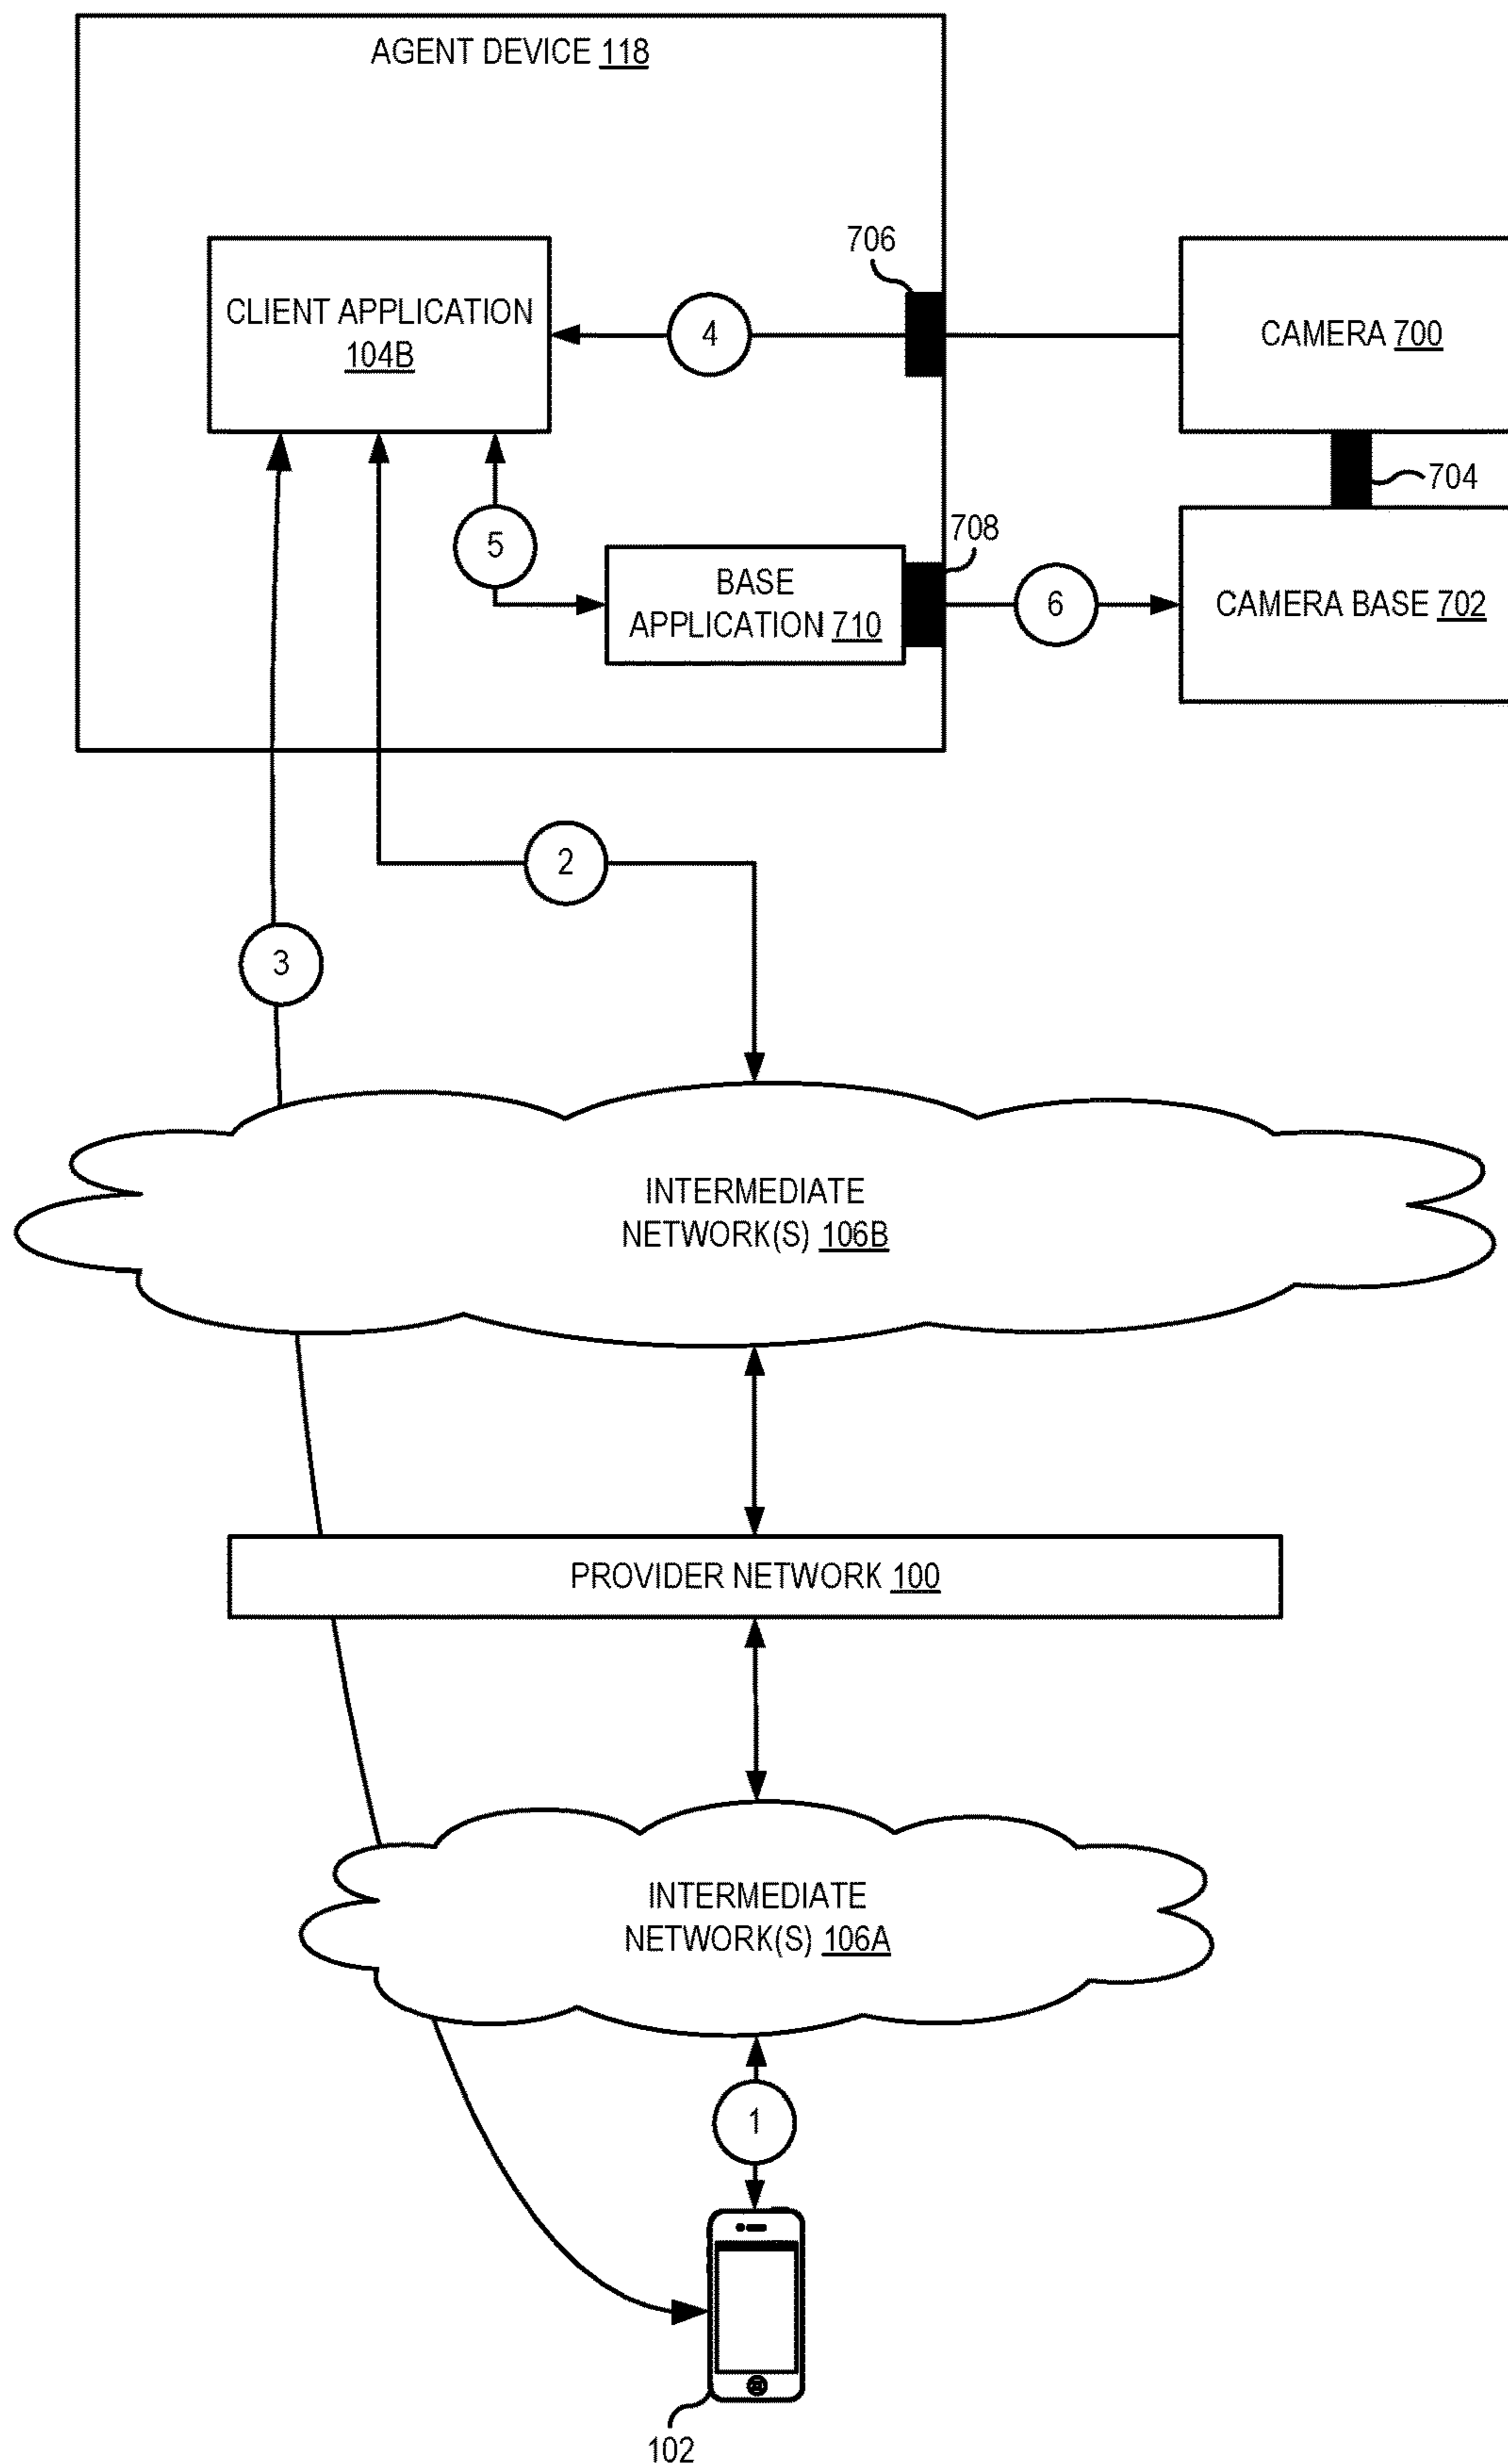 AGENT DEVICE 118
706
CLIENT APPLICATION
104B
4
CAMERA 700
704
5
708
BASE
APPLICATION 710
6
CAMERA BASE 702
2
3
INTERMEDIATE
NETWORK(S) 106B
PROVIDER NETWORK 100
INTERMEDIATE
NETWORK(S) 106A
1
102